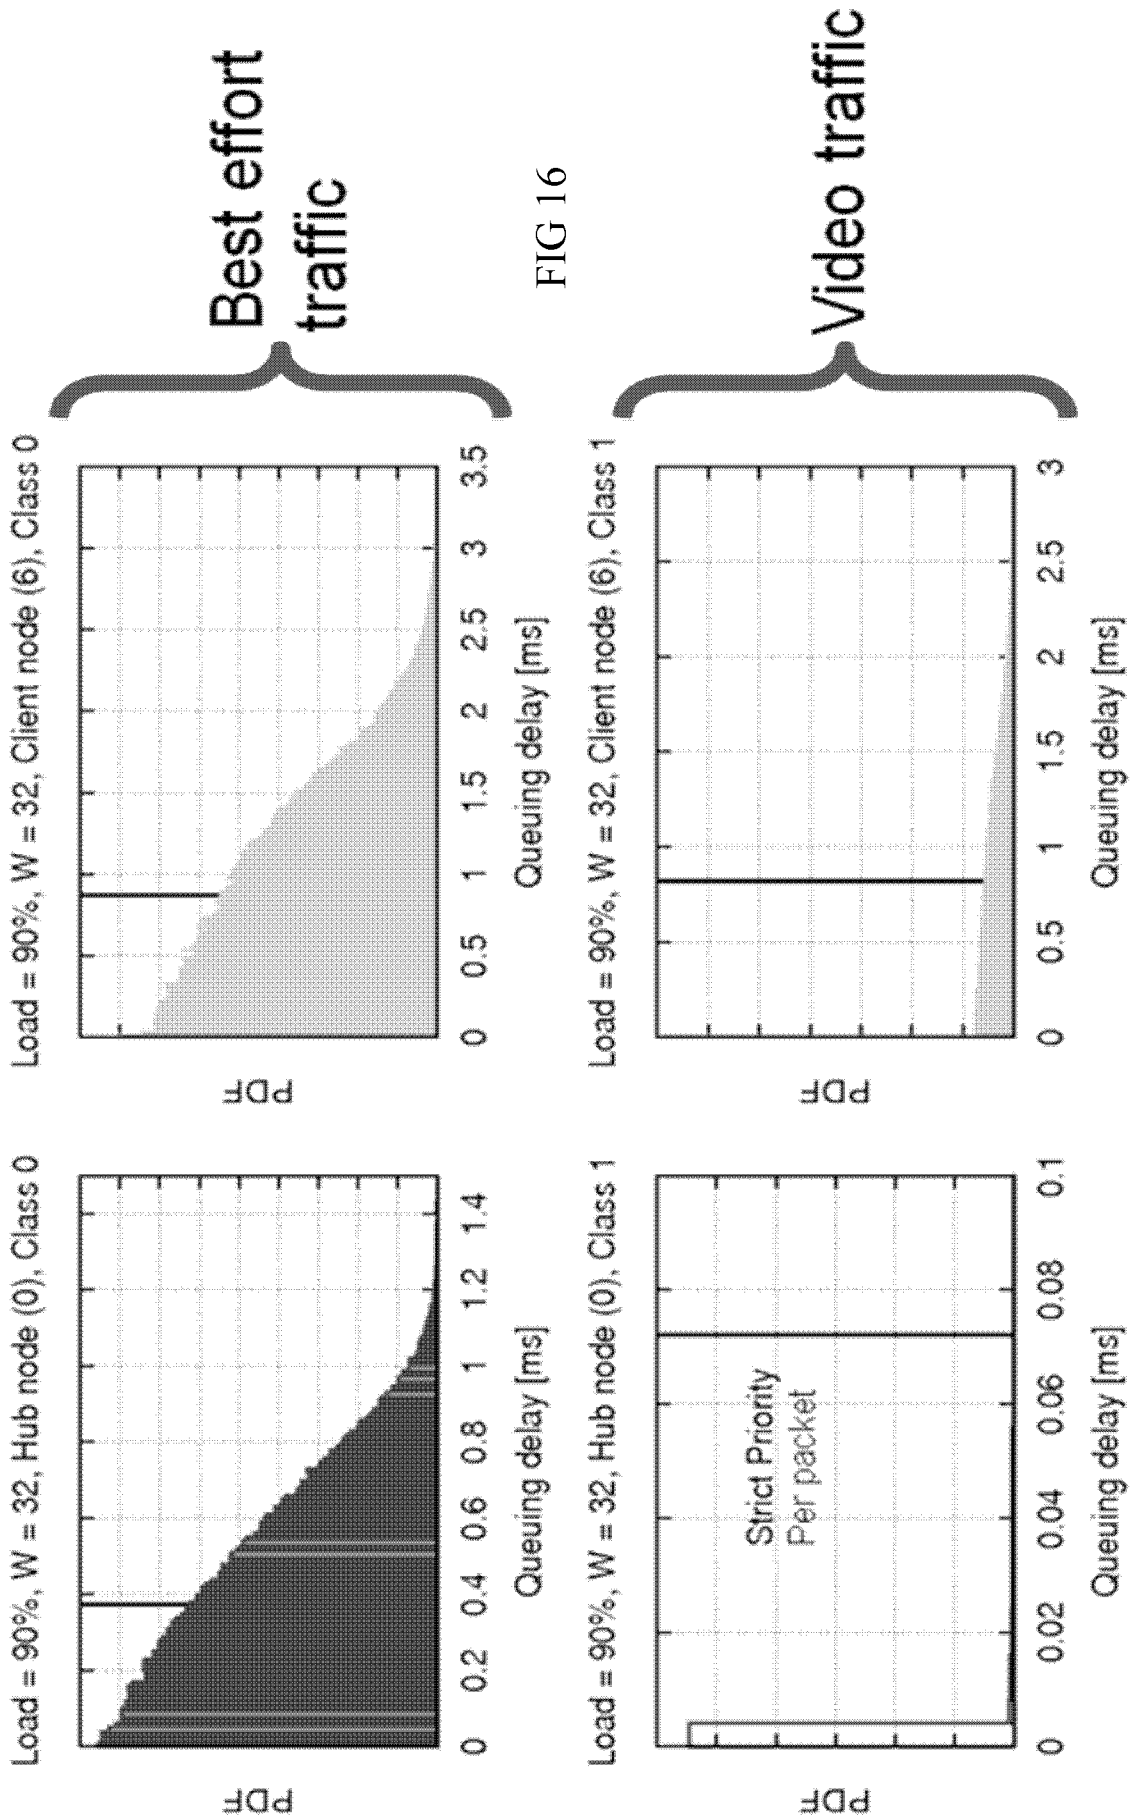 Load = 90%, W = 32, Hub node (0), Class 0
PDF
0 0.2 0.4 0.6 0.8 1 1.2 1.4
Queuing delay [ms]
Load = 90%, W = 32, Client node (6), Class 0
PDF
0 0.5 1 1.5 2 2.5 3 3.5
Queuing delay [ms]
Best effort
traffic
FIG 16
Load = 90%, W = 32, Hub node (0), Class 1
PDF
Strict Priority
Per packet
0 0.02 0.04 0.06 0.08 0.1
Queuing delay [ms]
Load = 90%, W = 32, Client node (6), Class 1
PDF
0 0.5 1 1.5 2 2.5 3
Queuing delay [ms]
Video traffic